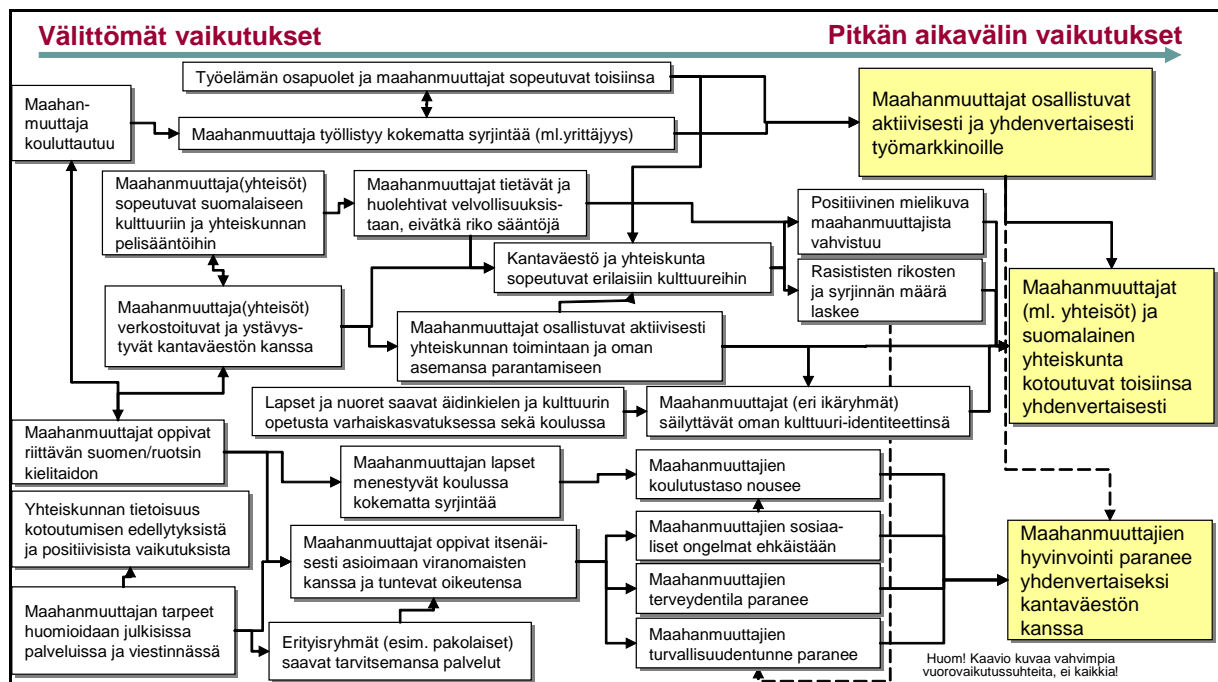 Välittömät vaikutukset
Pitkän aikavälin vaikutukset
Työelämän osapuolet ja maahanmuuttajat sopeutuvat toisiinsa
Maahan-
muuttaja
kouluttautuu
Maahanmuuttaja työllistyy kokematta syrjintää (ml.yrittäjyys)
Maahanmuuttajat osallistuvat
aktiivisesti ja yhdenvertaisesti
työmarkkinoille
Maahanmuuttaja(yhteisöt)
sopeutuvat suomalaiseen
kulttuuriin ja yhteiskunnan
pelisääntöihin
Maahanmuuttajat tietävät ja
huolehtivat velvollisuuksis-
taan, eivätkä riko sääntöjä
Positiivinen mielikuva
maahanmuuttajista
vahvistuu
Kantaväestö ja yhteiskunta
sopeutuvat erilaisiin kulttuureihin
Rasististen rikosten
ja syrjinnän määrä
laskee
Maahanmuuttajat
(ml. yhteisöt) ja
suomalainen
yhteiskunta
kotoutuvat toisiinsa
yhdenvertaisesti
Maahanmuuttaja(yhteisöt)
verkostoituvat ja ystävys-
tyvät kantaväestön kanssa
Maahanmuuttajat osallistuvat aktiivisesti
yhteiskunnan toimintaan ja oman
asemansa parantamiseen
Lapset ja nuoret saavat äidinkielen ja kulttuurin
opetusta varhaiskasvatuksessa sekä koulussa
Maahanmuuttajat (eri ikäryhmät)
säilyttävät oman kulttuuri-identiteettinsä
Maahanmuuttajat oppivat
riittävän suomen/ruotsin
kielitaidon
Maahanmuuttajan lapset
menestyvät koulussa
kokematta syrjintää
Maahanmuuttajien
koulutustaso nousee
Yhteiskunnan tietoisuus
kotoutumisen edellytyksistä
ja positiivisista vaikutuksista
Maahanmuuttajat oppivat itsenäi-
sesti asioimaan viranomaisten
kanssa ja tuntevat oikeutensa
Maahanmuuttajien sosiaa-
liset ongelmat ehkäistään
Maahanmuuttajien
terveydentila paranee
Maahanmuuttajien
hyvinvointi paranee
yhdenvertaiseksi
kantaväestön
kanssa
Maahanmuuttajan tarpeet
huomioidaan julkisissa
palveluissa ja viestinnässä
Erityisryhmät (esim. pakolaiset)
saavat tarvitsemansa palvelut
Maahanmuuttajien
turvallisuudentunne paranee
Huom! Kaavio kuvaa vahvimpia
vuorovaikutussuhteita, ei kaikkia!